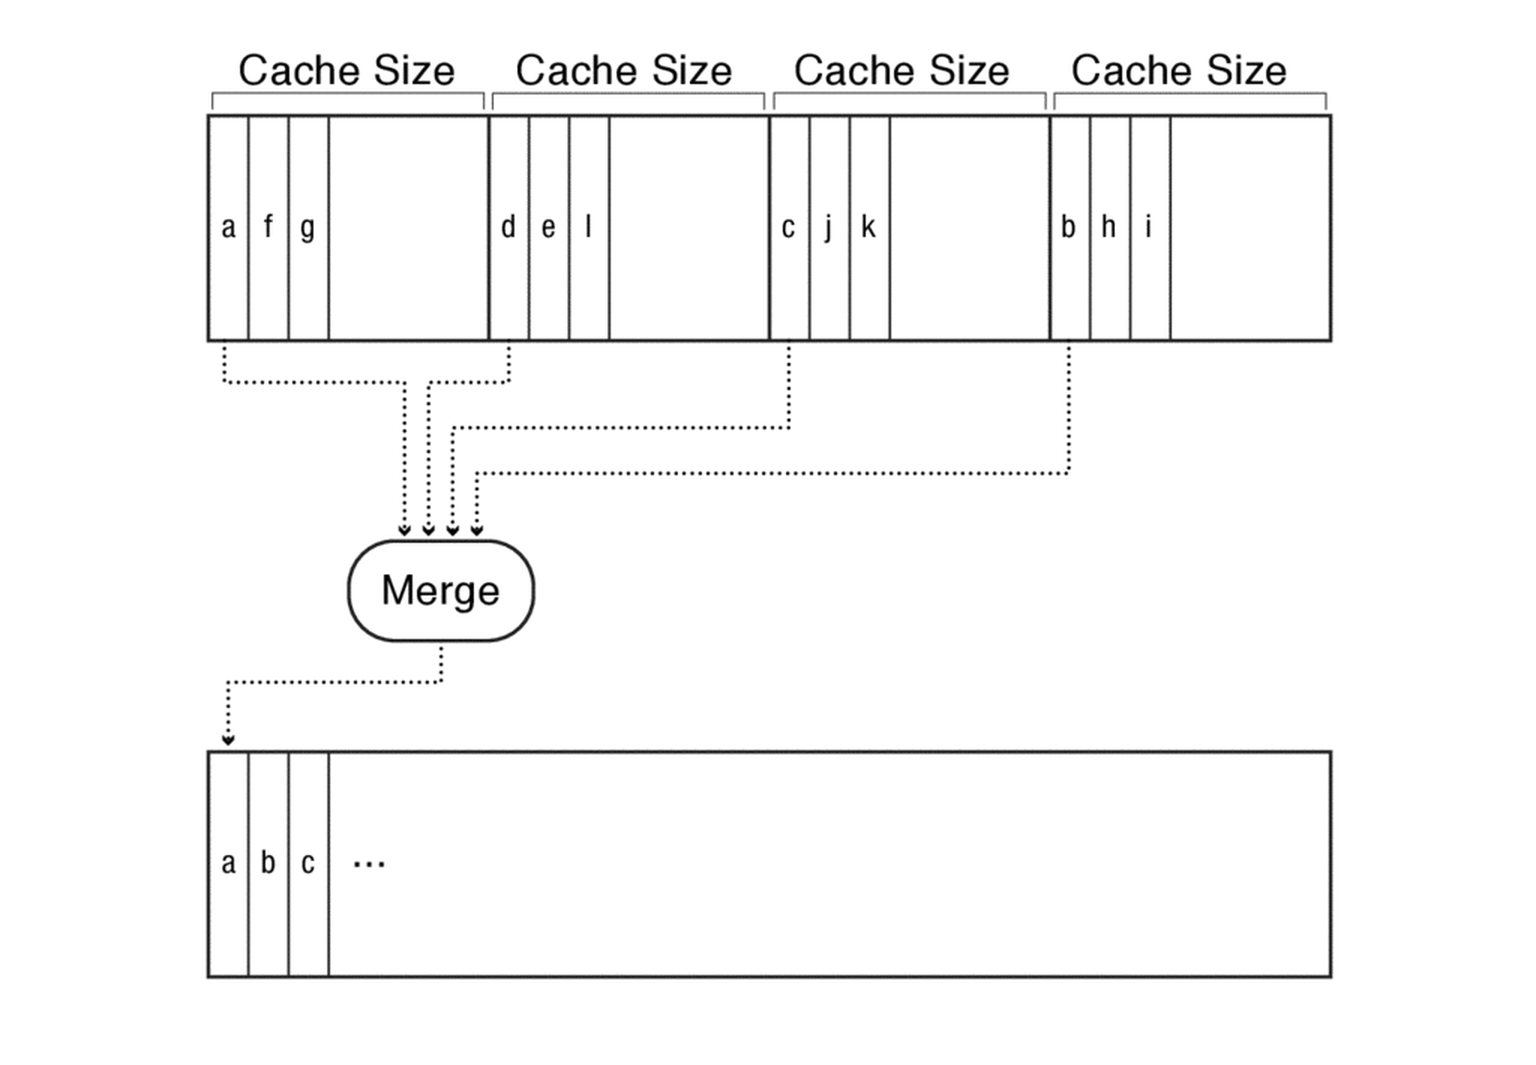 Cache Size Cache Size Cache Size Cache Size
a f g d e l c j k b h i
Merge
a b c ...